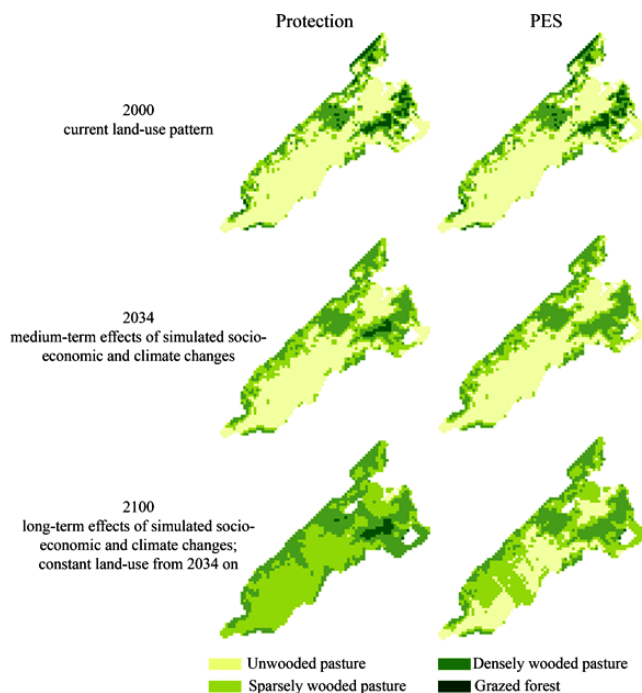 Protection PES
2000
current land-use pattern
2034
medium-term effects of simulated socio-
economic and climate changes
2100
long-term effects of simulated socio-
economic and climate changes;
constant land-use from 2034 on
Unwooded pasture Densely wooded pasture
Sparsely wooded pasture Grazed forest